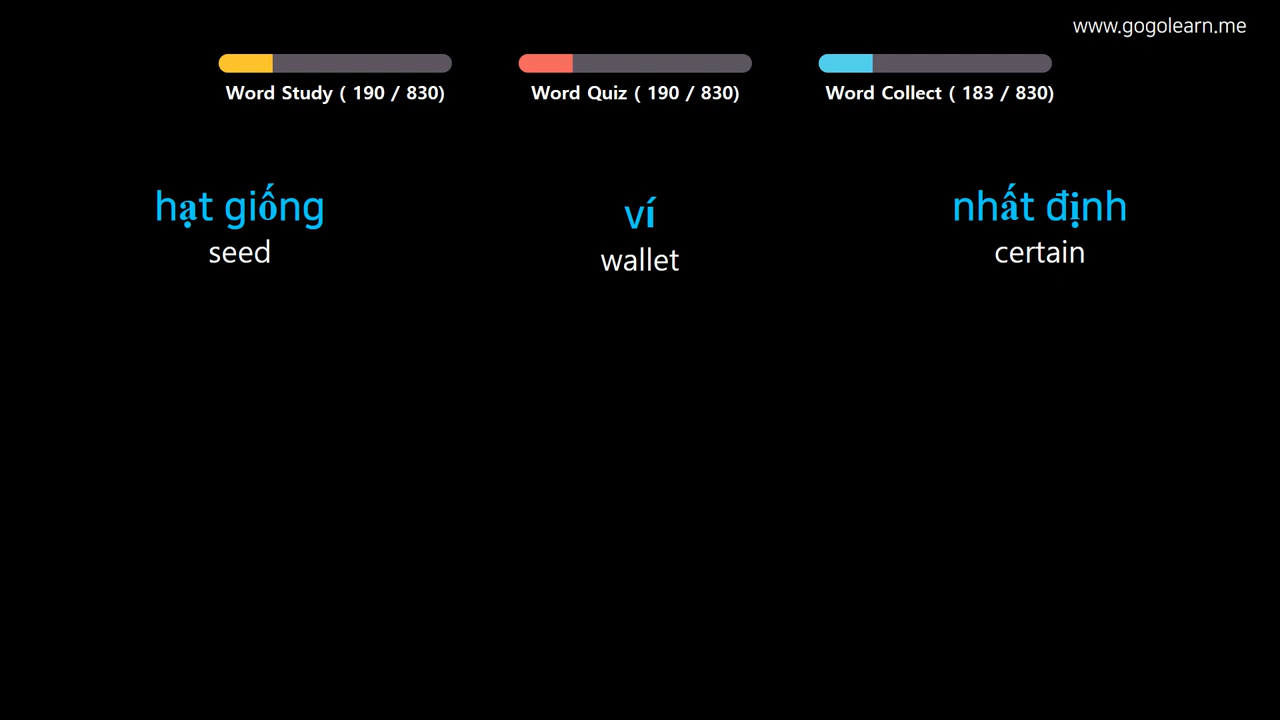 www.gogolearn.me
Word Study ( 190 / 830)
Word Quiz ( 190 / 830)
Word Collect ( 183 / 830)
hạt giống
seed
ví
wallet
nhất định
certain